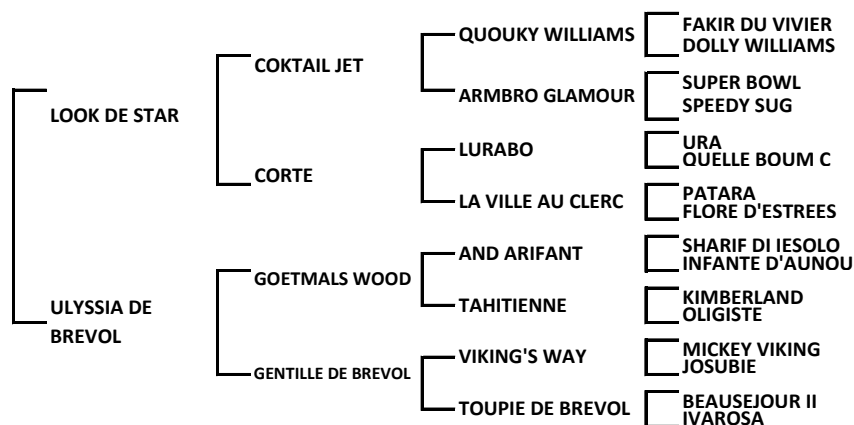 LOOK DE STAR
ULYSSIA DE
BREVOL
COKTAIL JET
CORTE
GOETMALS WOOD
GENTILLE DE BREVOL
QUOUKY WILLIAMS
ARMBRO GLAMOUR
LURABO
LA VILLE AU CLERC
AND ARIFANT
TAHITIENNE
VIKING'S WAY
TOUPIE DE BREVOL
FAKIR DU VIVIER
DOLLY WILLIAMS
SUPER BOWL
SPEEDY SUG
URA
QUELLE BOUM C
PATARA
FLORE D'ESTREES
SHARIF DI IESOLO
INFANTE D'AUNOU
KIMBERLAND
OLIGISTE
MICKEY VIKING
JOSUBIE
BEAUSEJOUR II
IVAROSA